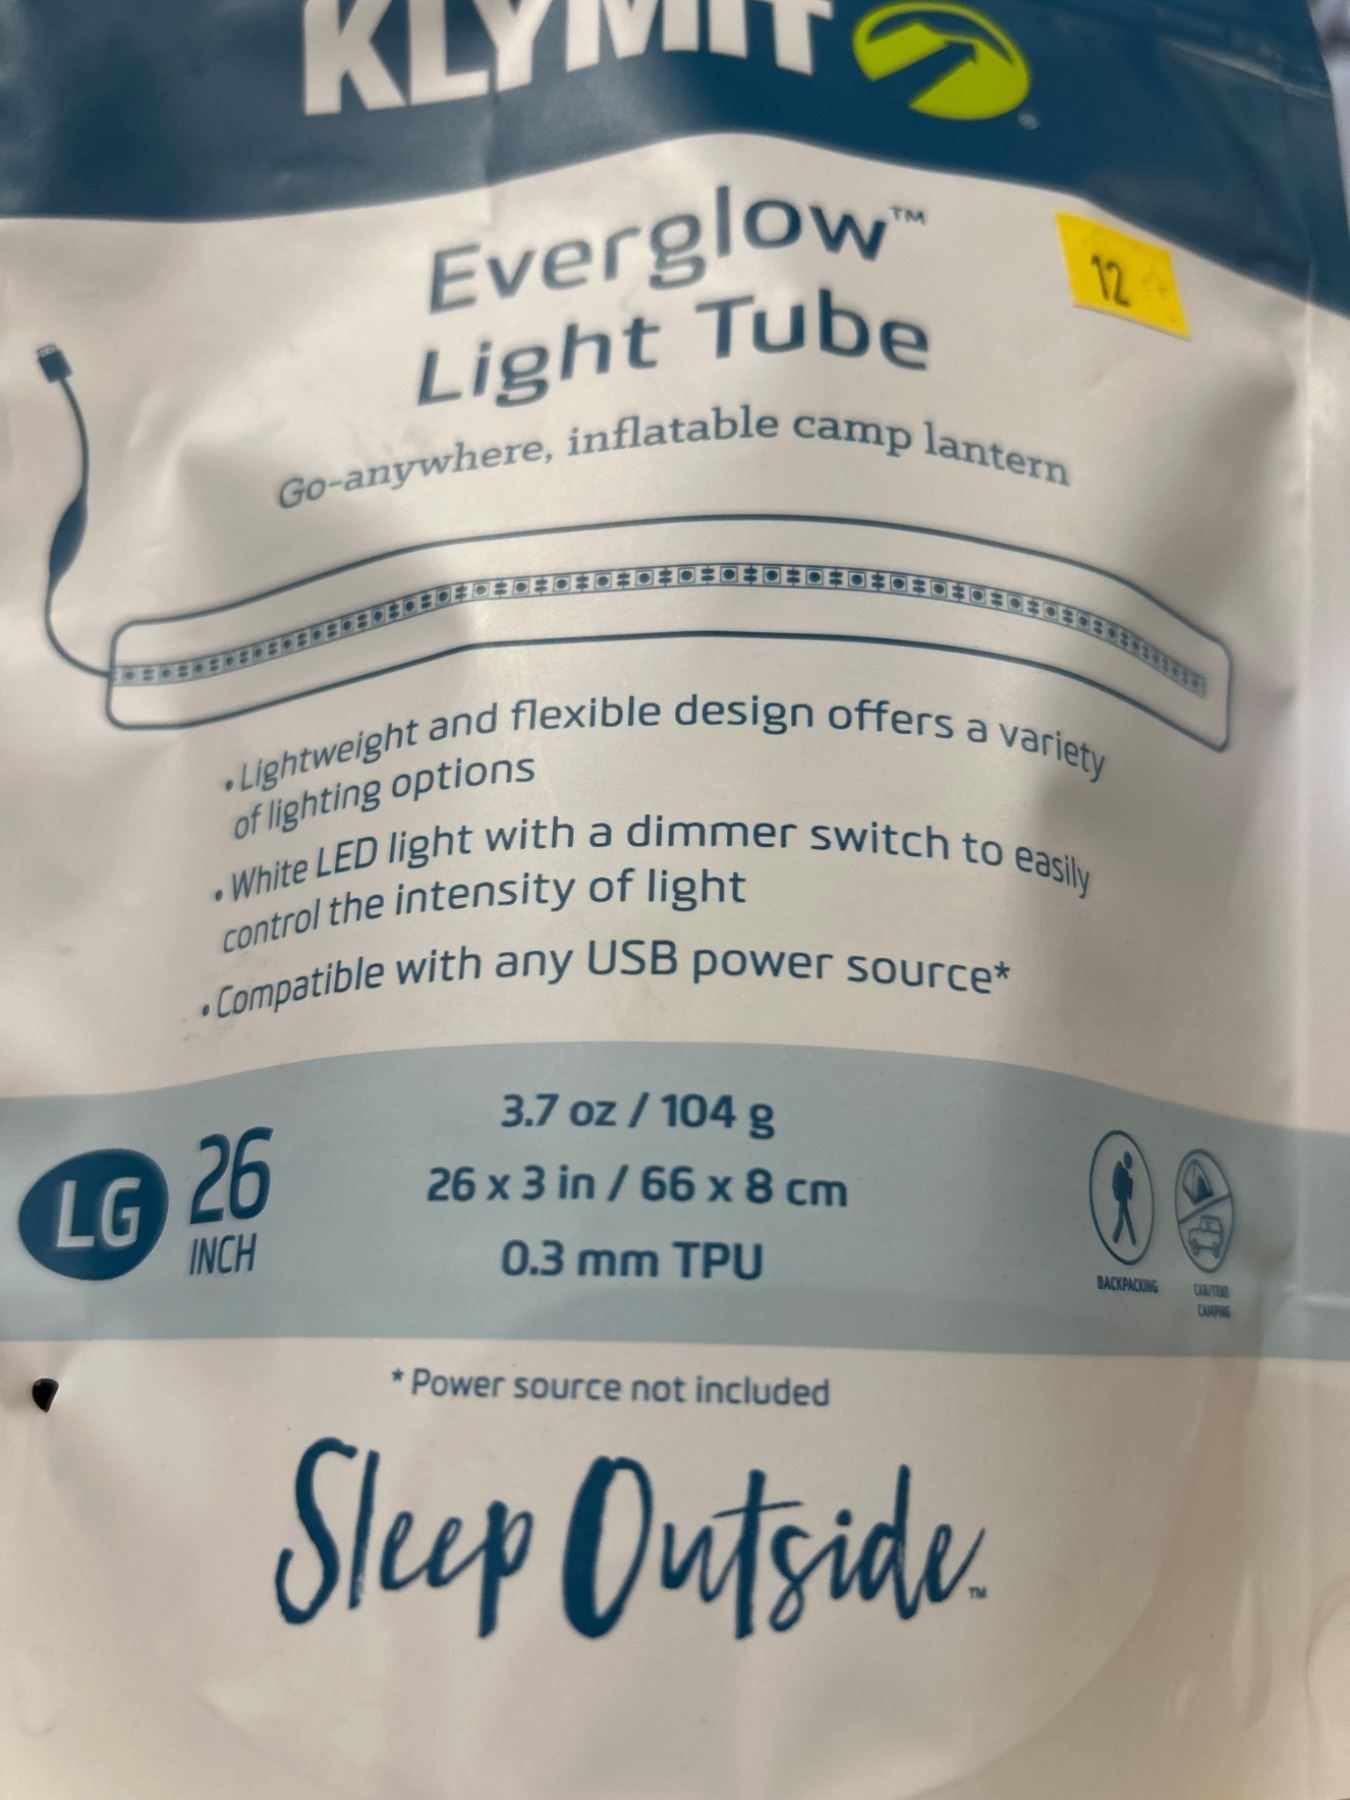 KLYMIT
Everglow™
Light Tube
12
Go-anywhere, inflatable camp lantern
• Lightweight and flexible design offers a variety
of lighting options
• White LED light with a dimmer switch to easily
control the intensity of light
• Compatible with any USB power source*
LG
26
INCH
3.7 oz / 104 g
26 x 3 in / 66 x 8 cm
0.3 mm TPU
BACKPACKING
CAR/TENT
CAMPING
* Power source not included
Sleep Outside™